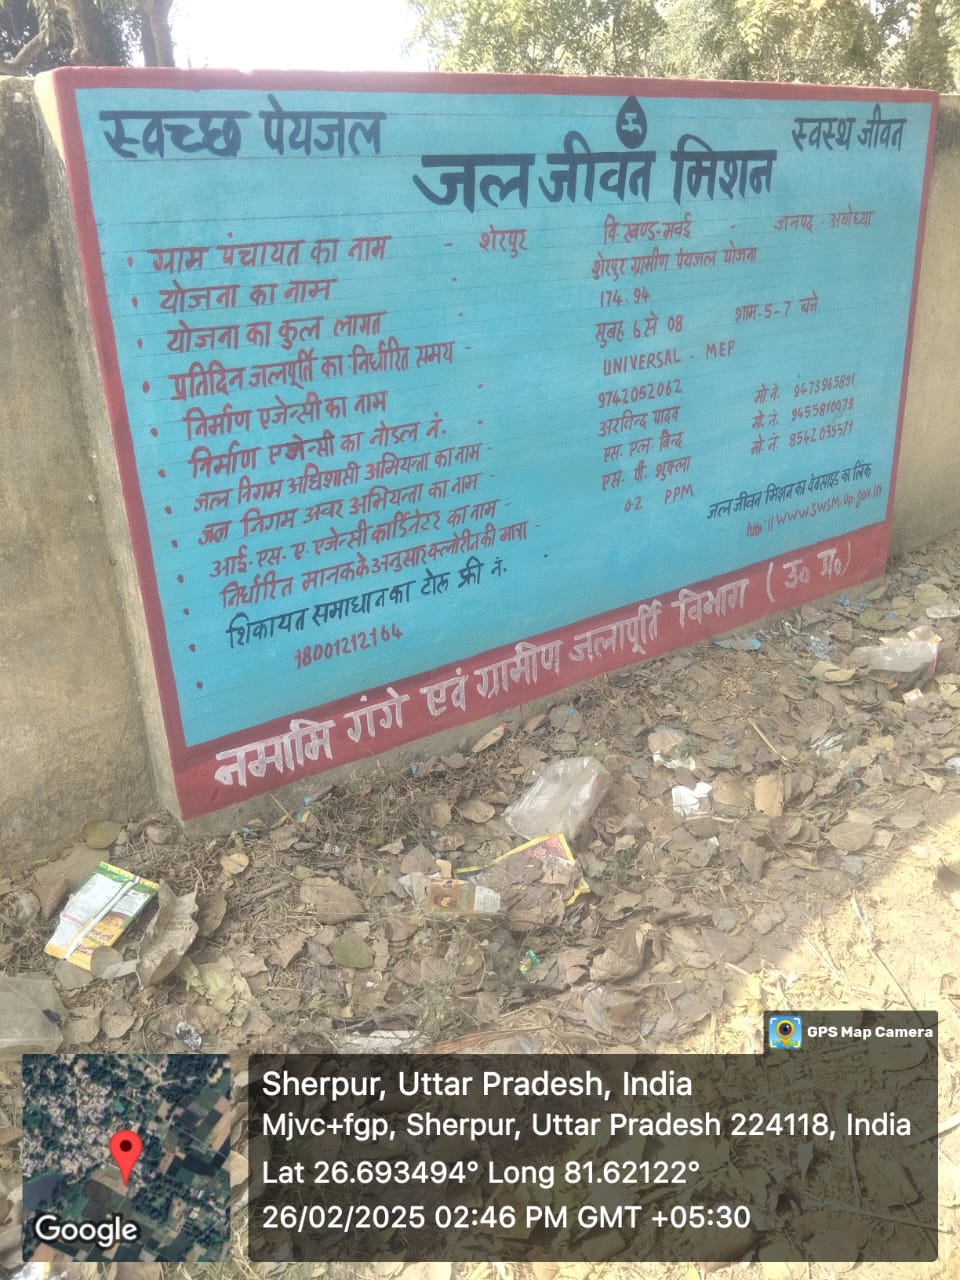 स्वच्छ पेयजल
स्वस्थ जीवन
जल जीवन मिशन
• ग्राम पंचायत का नाम - शेरपुर वि. खण्ड-मवई - जनपद - अयोध्या
• योजना का नाम - शेरपुर ग्रामीण पेयजल योजना
• योजना का कुल लागत - 174.94
• प्रतिदिन जलपूर्ति का निर्धारित समय - सुबह 6 से 08 शाम-5-7 बजे
• निर्माण एजेन्सी का नाम - UNIVERSAL - MEP
• निर्माण एजेन्सी का नोडल नं. - 9742052062
• जल निगम अधिशासी अभियन्ता का नाम - अरविन्द यादव मो. नं. 9473965891
• जल निगम अवर अभियन्ता का नाम - एस. एल. बिन्द मो. नं. 9455810979
• आई. एस. ए. एजेन्सी कार्डिनेटर का नाम - एस. पी. शुक्ला मो. नं. 8542035571
• निर्धारित मानक के अनुसार क्लोरीन की मात्रा - 0.2 PPM
• शिकायत समाधान का टोल फ्री नं.
18001212164
जल जीवन मिशन का वेबसाइड का लिंक
http://www.swsm.up.gov.in
नमामि गंगे एवं ग्रामीण जलापूर्ति विभाग (उ० प्र०)
GPS Map Camera
Sherpur, Uttar Pradesh, India
Mjvc+fgp, Sherpur, Uttar Pradesh 224118, India
Lat 26.693494° Long 81.62122°
26/02/2025 02:46 PM GMT +05:30
Google